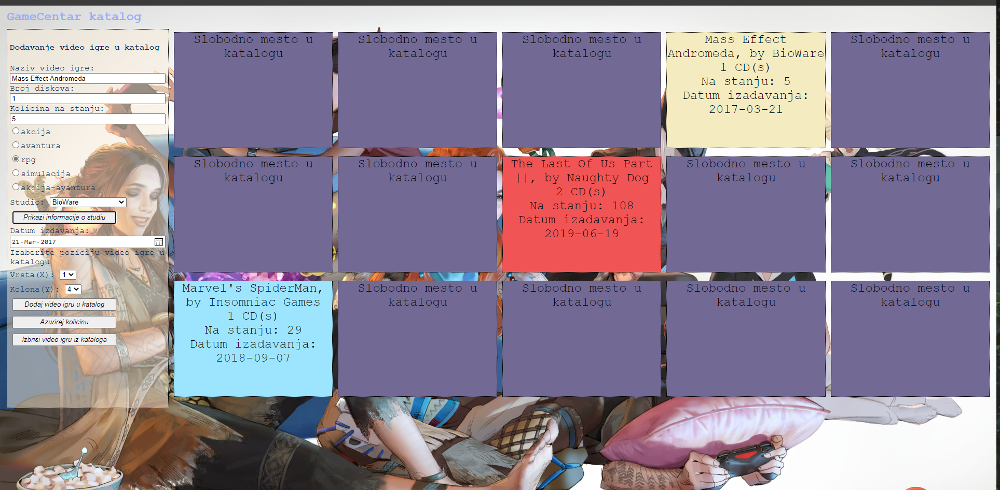 GameCentar katalog
Dodavanje video igre u katalog
Naziv video igre:
Mass Effect Andromeda
Broj diskova:
1
Kolicina na stanju:
5
akcija
avantura
rpg
simulacija
akcija-avantura
Studio: BioWare
Prikazi informacije o studiu
Datum izdavanja:
21-Mar-2017
Izaberite poziciju video igre u
katalogu
Vrsta(X): 1
Kolona(Y): 4
Dodaj video igru u katalog
Azuriraj kolicinu
Izbrisi video igru iz kataloga
Slobodno mesto u
katalogu
Slobodno mesto u
katalogu
Slobodno mesto u
katalogu
Mass Effect
Andromeda, by BioWare
1 CD(s)
Na stanju: 5
Datum izadavanja:
2017-03-21
Slobodno mesto u
katalogu
Slobodno mesto u
katalogu
Slobodno mesto u
katalogu
The Last Of Us Part
||, by Naughty Dog
2 CD(s)
Na stanju: 108
Datum izadavanja:
2019-06-19
Slobodno mesto u
katalogu
Slobodno mesto u
katalogu
Marvel's SpiderMan,
by Insomniac Games
1 CD(s)
Na stanju: 29
Datum izadavanja:
2018-09-07
Slobodno mesto u
katalogu
Slobodno mesto u
katalogu
Slobodno mesto u
katalogu
Slobodno mesto u
katalogu